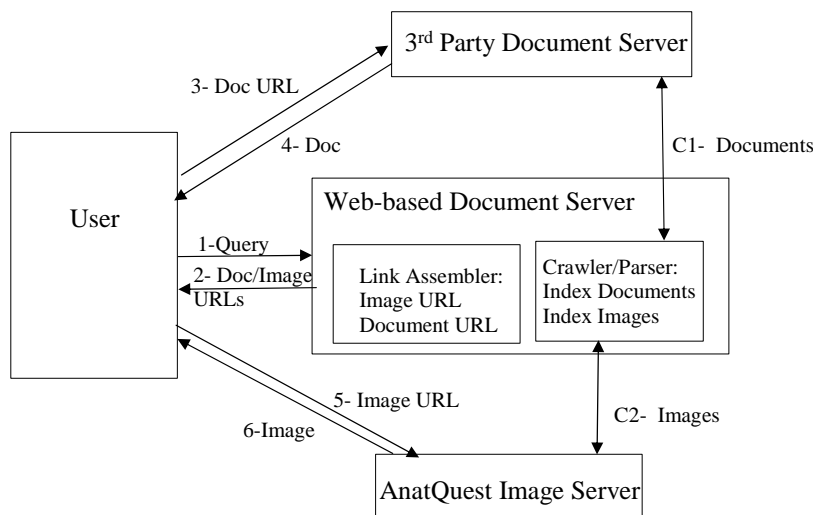 3rd Party Document Server
3- Doc URL
4- Doc
C1- Documents
User
Web-based Document Server
1-Query
2- Doc/Image
URLs
Link Assembler:
Image URL
Document URL
Crawler/Parser:
Index Documents
Index Images
5- Image URL
6-Image
C2- Images
AnatQuest Image Server